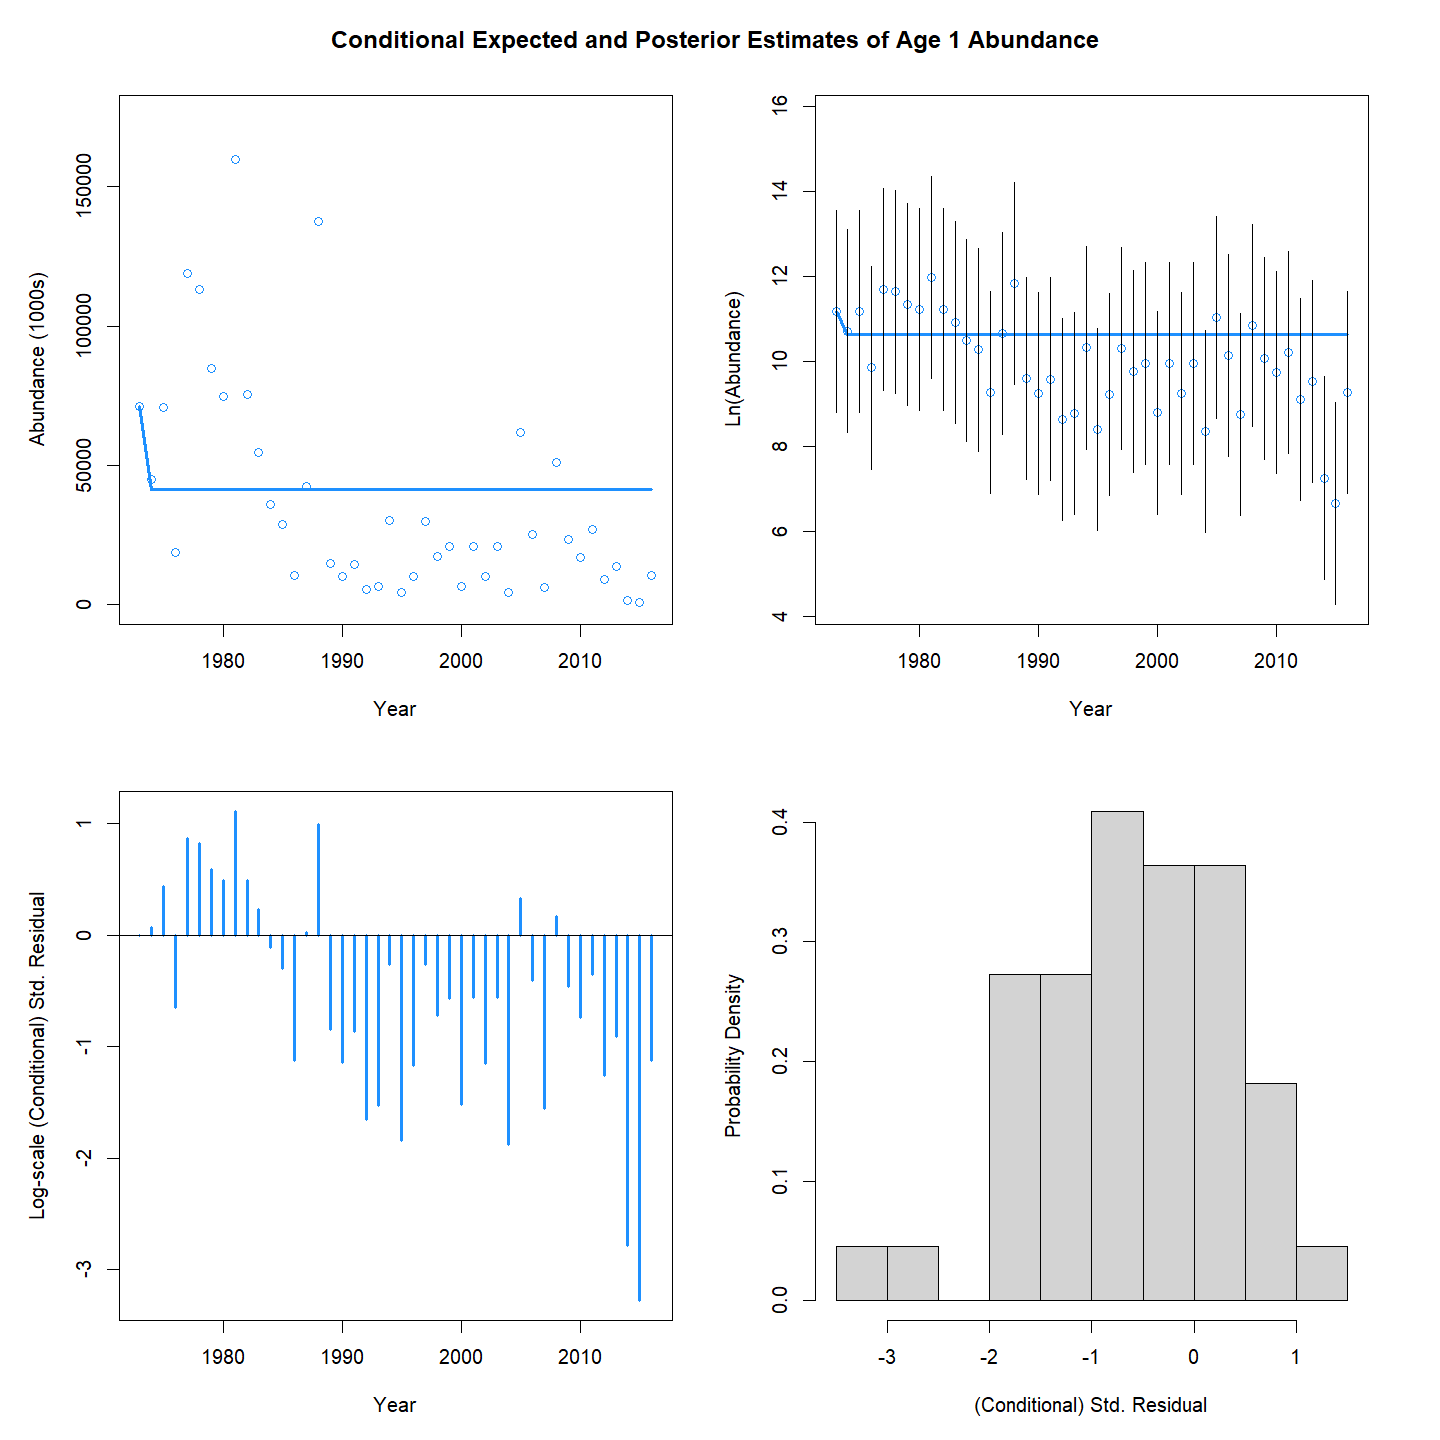 Conditional Expected and Posterior Estimates of Age 1 Abundance
Abundance (1000s)
150000
100000
50000
0
1980 1990 2000 2010
Year
Ln(Abundance)
16
14
12
10
8
6
4
1980 1990 2000 2010
Year
Log-scale (Conditional) Std. Residual
1
0
-1
-2
-3
1980 1990 2000 2010
Year
Probability Density
0.4
0.3
0.2
0.1
0.0
-3 -2 -1 0 1
(Conditional) Std. Residual